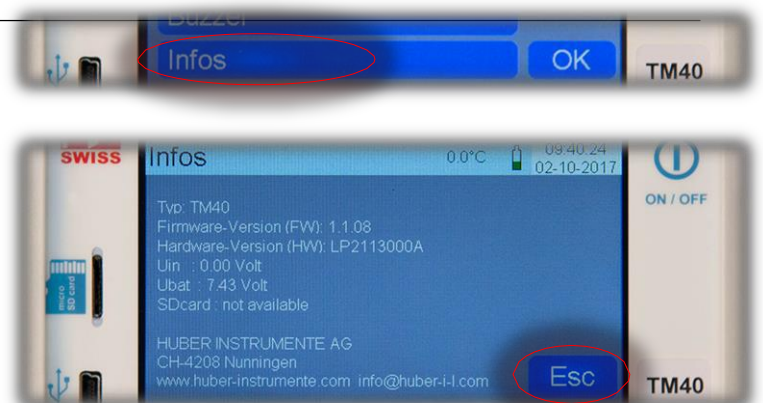 Buzzer
Infos
OK
TM40
SWISS
Infos
0.0°C
09:40:24
02-10-2017
ON / OFF
Typ: TM40
Firmware-Version (FW): 1.1.08
Hardware-Version (HW): LP2113000A
Uin : 0.00 Volt
Ubat : 7.43 Volt
SDcard : not available
micro
SD card
HUBER INSTRUMENTE AG
CH-4208 Nunningen
www.huber-instrumente.com info@huber-i-l.com
Esc
TM40